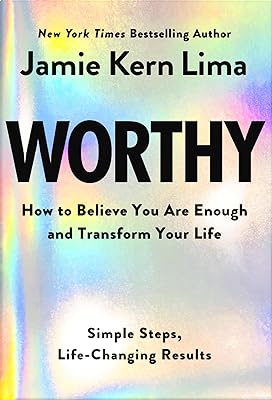 New York Times Bestselling Author
Jamie Kern Lima
WORTHY
How to Believe You Are Enough
and Transform Your Life
Simple Steps,
Life-Changing Results